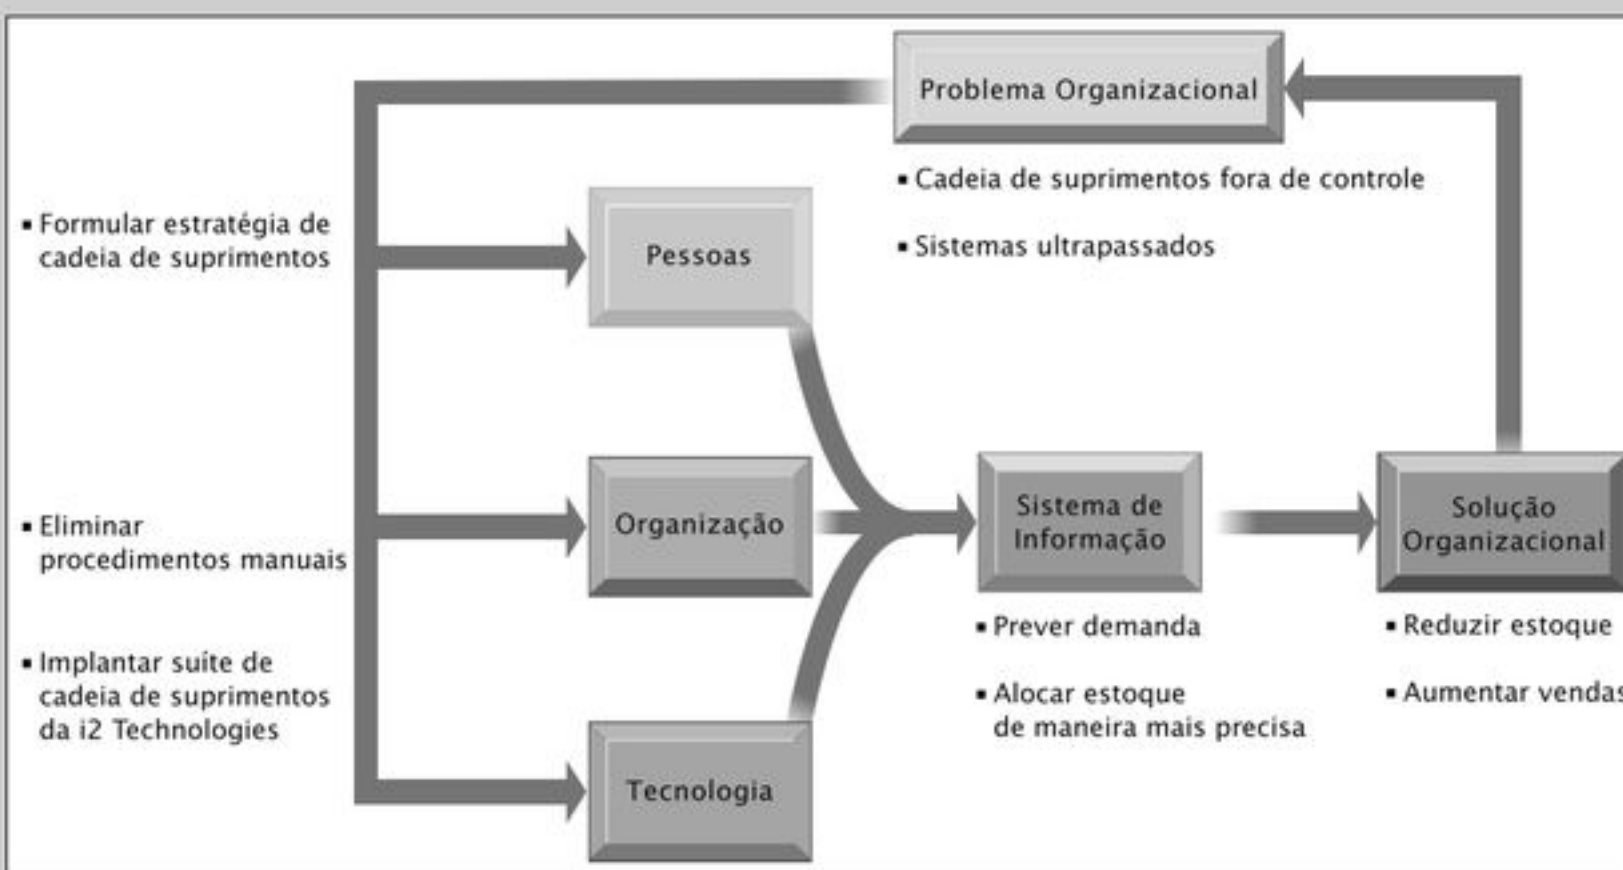 Problema Organizacional
▪ Cadeia de suprimentos fora de controle
▪ Sistemas ultrapassados
▪ Formular estratégia de
cadeia de suprimentos
Pessoas
▪ Eliminar
procedimentos manuais
Organização
▪ Implantar suíte de
cadeia de suprimentos
da i2 Technologies
Tecnologia
Sistema de
Informação
▪ Prever demanda
▪ Alocar estoque
de maneira mais precisa
Solução
Organizacional
▪ Reduzir estoque
▪ Aumentar vendas